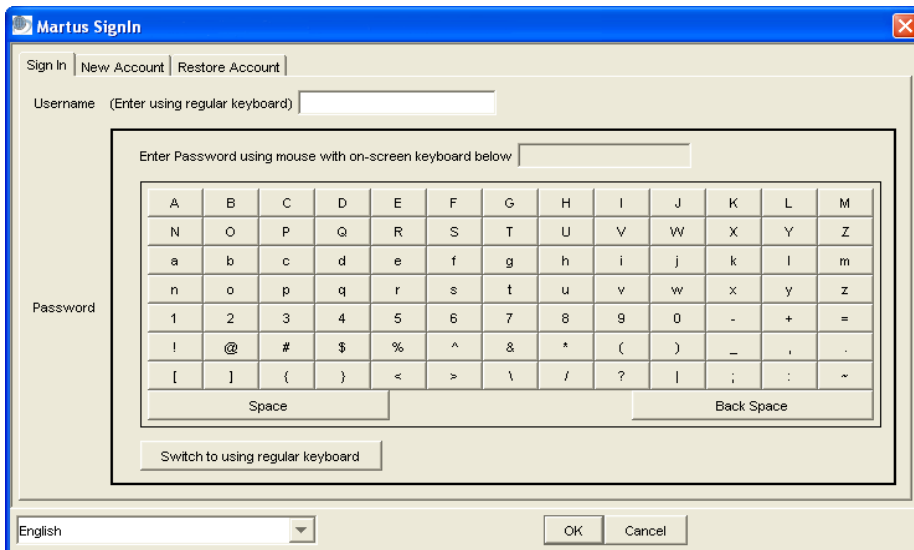 Martus SignIn
Sign In New Account Restore Account
Username (Enter using regular keyboard)
Enter Password using mouse with on-screen keyboard below
A B C D E F G H I J K L M
N O P Q R S T U V W X Y Z
a b c d e f g h i j k l m
Password
n o p q r s t u v w x y z
1 2 3 4 5 6 7 8 9 0 - + =
! @ # $ % ^ & * ( ) _ , .
[ ] { } < > \ / ? | ; : ~
Space Back Space
Switch to using regular keyboard
English OK Cancel